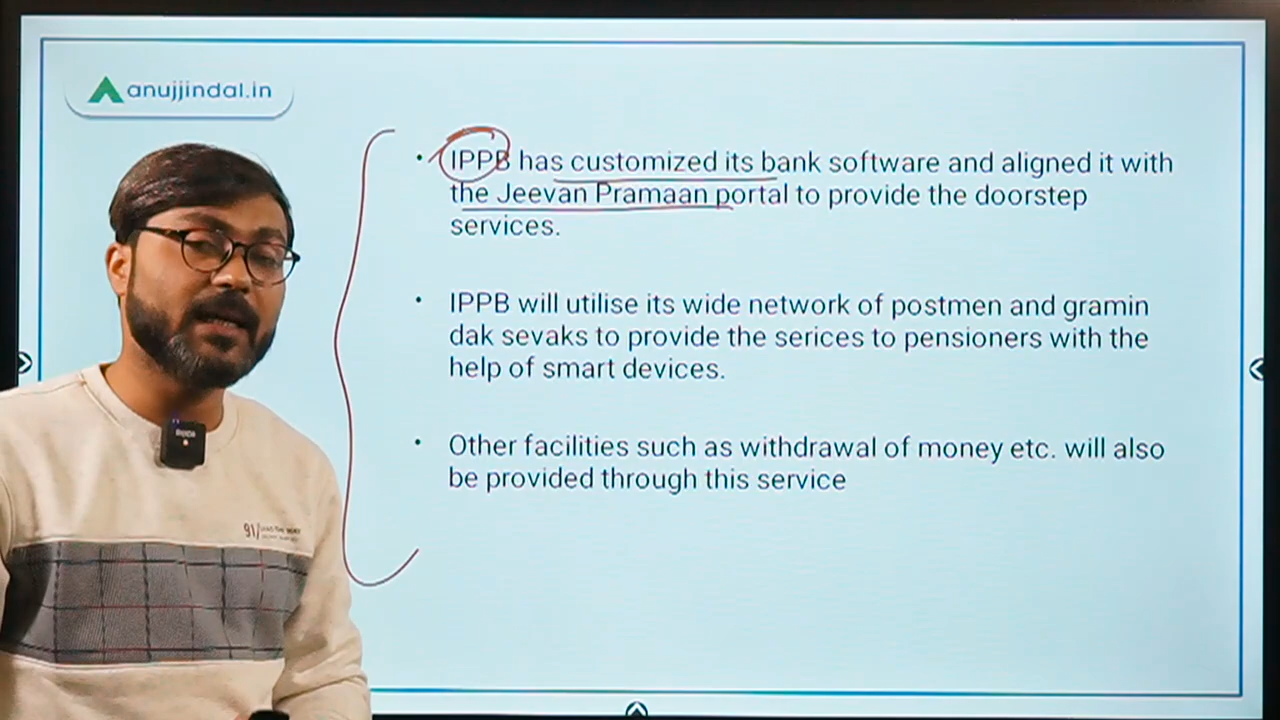 anujjindal.in
• IPPB has customized its bank software and aligned it with
the Jeevan Pramaan portal to provide the doorstep
services.
• IPPB will utilise its wide network of postmen and gramin
dak sevaks to provide the serices to pensioners with the
help of smart devices.
• Other facilities such as withdrawal of money etc. will also
be provided through this service
91/